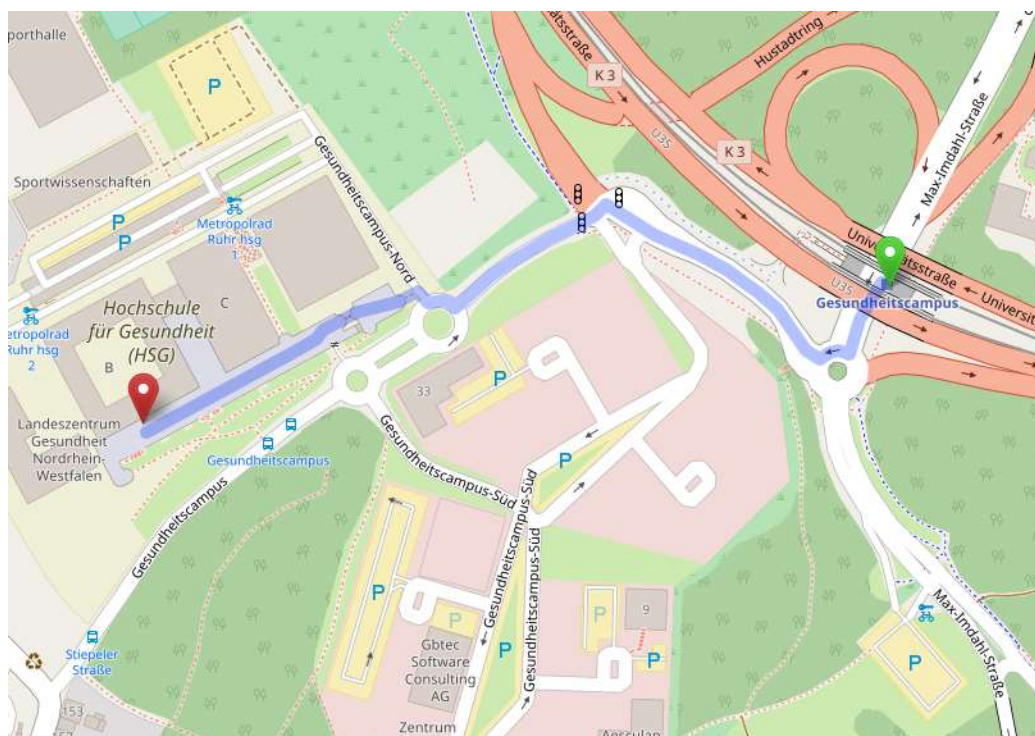 porthalle
P
K 3
Hustadtring
Max-Imdahl-Straße
U35
K 3
Sportwissenschaften
P
P
Metropolrad
Ruhr hsg
1
Gesundheitscampus-Nord
Universitätsstraße
Universit
U35
Gesundheitscampus
Hochschule
für Gesundheit
(HSG)
C
B
etropolrad
Ruhr hsg
2
Landeszentrum
Gesundheit
Nordrhein-
Westfalen
33
P
Gesundheitscampus
Gesundheitscampus
Gesundheitscampus-Süd
P
Gesundheitscampus-Süd
Gesundheitscampus-Süd
P
P
P
P
9
P
Gbtec
Software
Consulting
AG
Zentrum
Stiepeler
Straße
153
P
Max-Imdahl-Straße